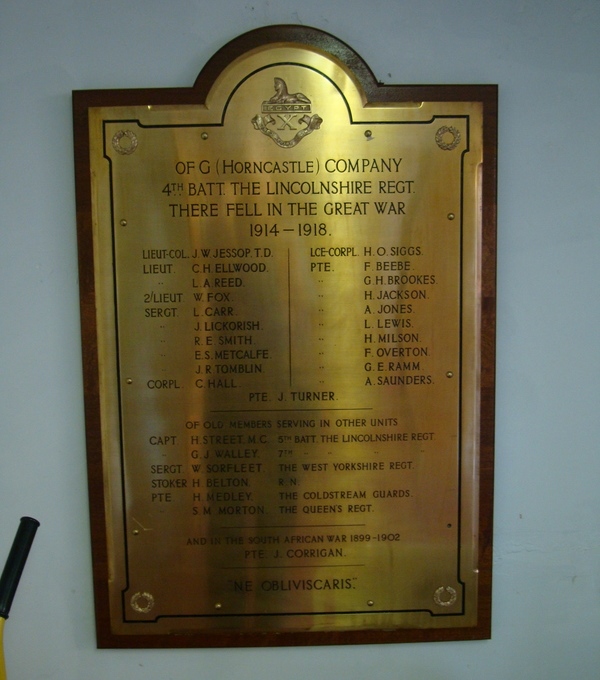 EGYPT
X
OF G (HORNCASTLE) COMPANY
4TH BATT. THE LINCOLNSHIRE REGT.
THERE FELL IN THE GREAT WAR
1914 — 1918.
LIEUT-COL. J. W. JESSOP. T.D.
LIEUT. C. H. ELLWOOD.
" L. A. REED.
2/LIEUT W. FOX.
SERGT. L. CARR.
" J. LICKORISH.
" R. E. SMITH.
" E. S. METCALFE.
" J. R. TOMBLIN
CORPL. C. HALL.
LCE-CORPL. H. O. SIGGS.
PTE. F. BEEBE.
" G. H. BROOKES.
" H. JACKSON.
" A. JONES.
" L. LEWIS.
" H. MILSON.
" F. OVERTON.
" G. E. RAMM.
" A. SAUNDERS.
PTE. J. TURNER.
OF OLD MEMBERS SERVING IN OTHER UNITS
CAPT H. STREET, M.C. 5TH BATT. THE LINCOLNSHIRE REGT
" G. J. WALLEY. 7TH " " " "
SERGT. W. SORFLEET. THE WEST YORKSHIRE REGT.
STOKER H. BELTON. R. N.
PTE H. MEDLEY. THE COLDSTREAM GUARDS.
" S. M. MORTON. THE QUEEN'S REGT.
AND IN THE SOUTH AFRICAN WAR 1899-1902
PTE. J. CORRIGAN.
"NE OBLIVISCARIS."